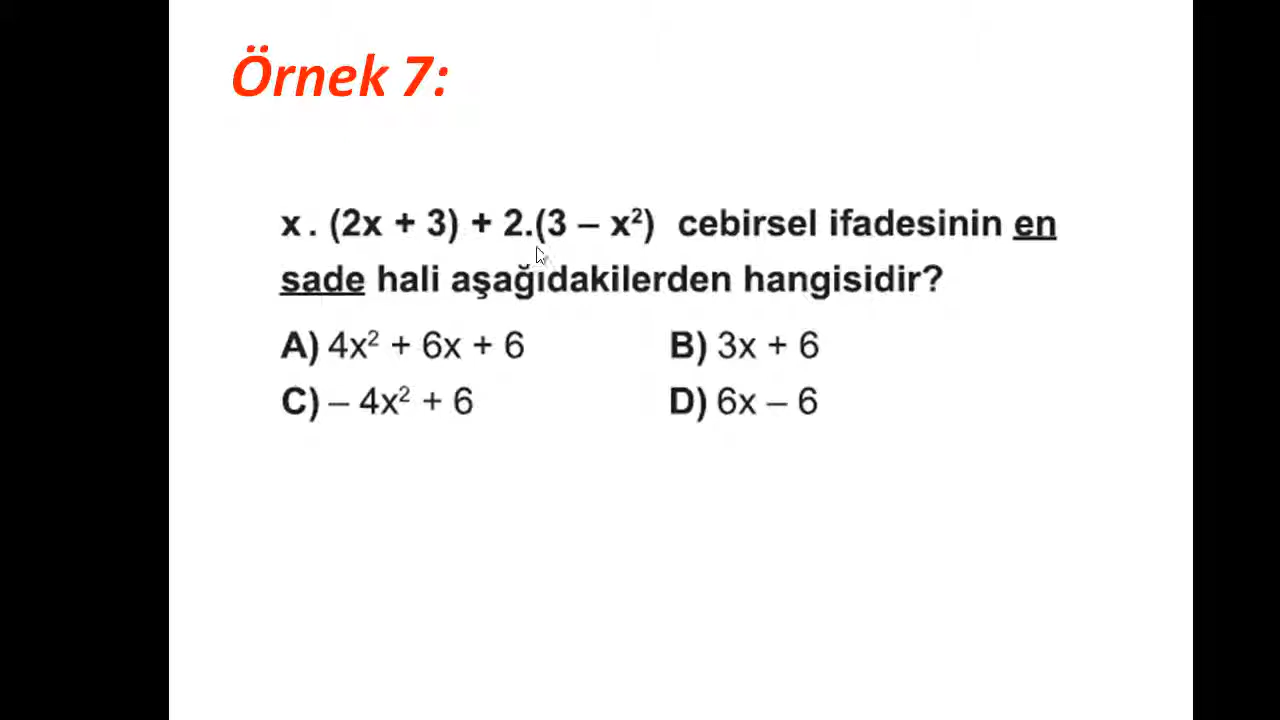 Örnek 7:
x . (2x + 3) + 2.(3 – x²) cebirsel ifadesinin en
sade hali aşağıdakilerden hangisidir?
A) 4x² + 6x + 6 B) 3x + 6
C) – 4x² + 6 D) 6x – 6